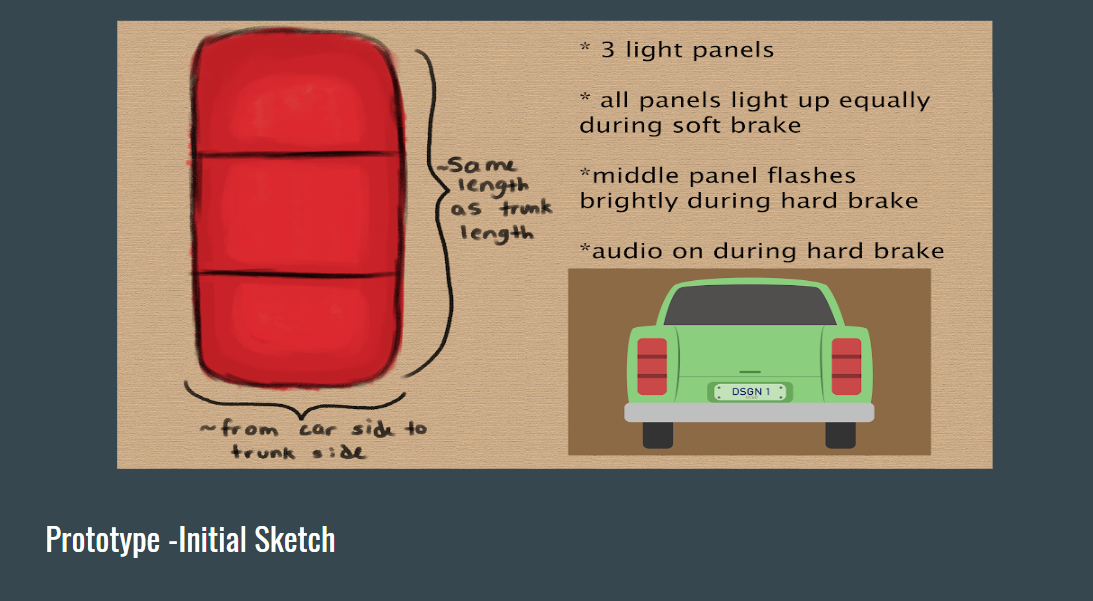 ~Same
length
as trunk
length
~from car side to
trunk side
* 3 light panels
* all panels light up equally
during soft brake
*middle panel flashes
brightly during hard brake
*audio on during hard brake
DSGN 1
Prototype -Initial Sketch